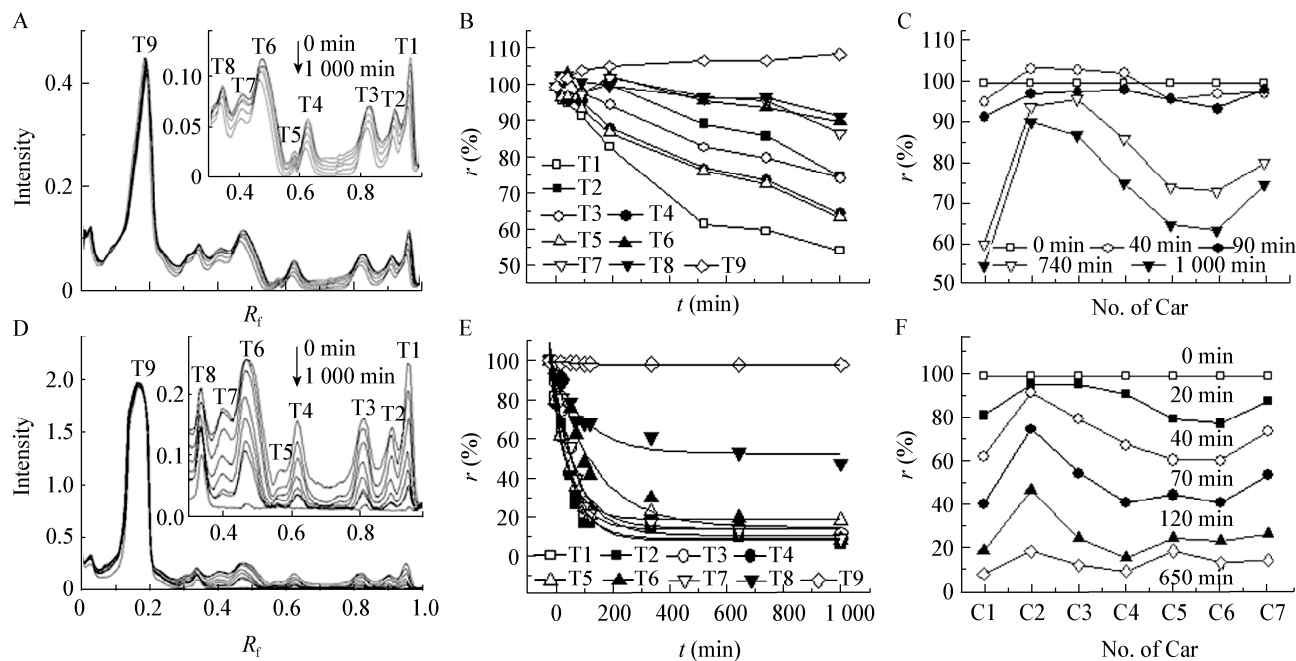 A
Intensity
0.4
0.2
0
T9
0.10
0.05
0
T8
T7
T6
T5
T4
T3
T2
T1
0 min
1 000 min
0.4 0.6 0.8
Rf
B
r (%)
110
100
90
80
70
60
50
T1
T2
T3 T4
T5 T6
T7 T8 T9
t (min)
C
r (%)
110
100
90
80
70
60
50
0 min 40 min 90 min
740 min 1 000 min
No. of Car
D
Intensity
2.0
1.5
1.0
0.5
0
T9
0.2
0.1
0.0
T8
T7
T6
T5
T4
T3
T2
T1
0 min
1 000 min
0.4 0.6 0.8
0 0.2 0.4 0.6 0.8 1.0
Rf
E
r (%)
100
80
60
40
20
0
T1 T2 T3 T4
T5 T6 T7 T8 T9
0 200 400 600 800 1 000
t (min)
F
r (%)
100
80
60
40
20
0
0 min
20 min
40 min
70 min
120 min
650 min
C1 C2 C3 C4 C5 C6 C7
No. of Car